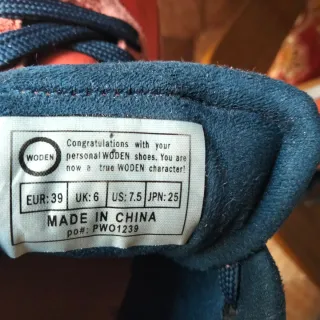 WODEN
Congratulations with your
personal WODEN shoes. You are
now a true WODEN character!
EUR: 39 UK: 6 US: 7.5 JPN: 25
MADE IN CHINA
po#: PWO1239